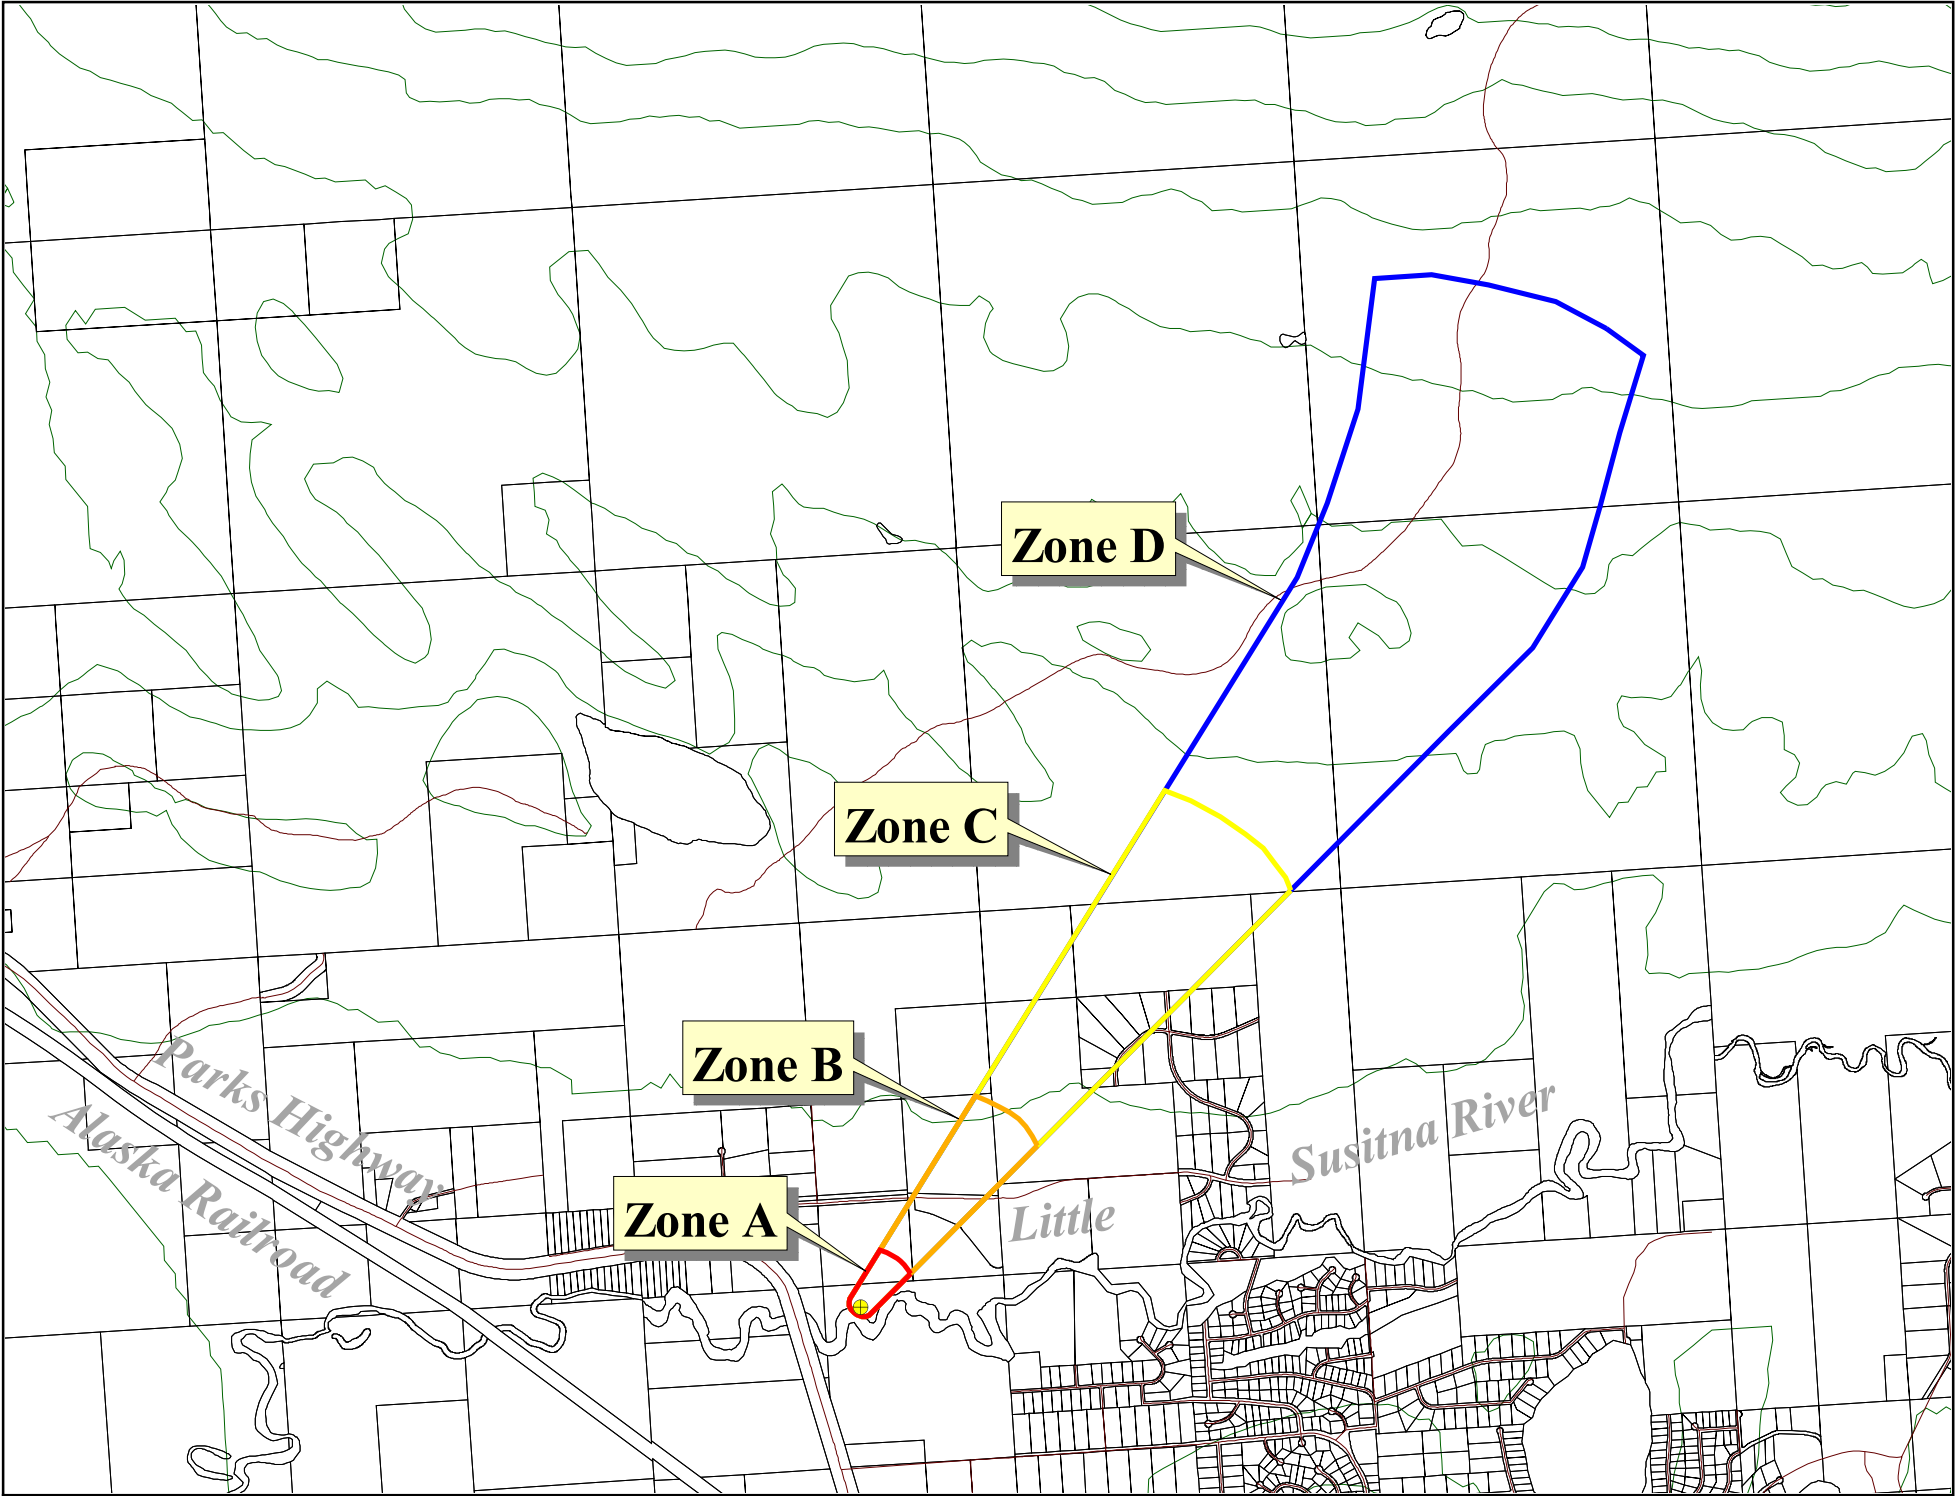 Zone D
Zone C
Zone B
Zone A
Parks Highway
Alaska Railroad
Little
Susitna River